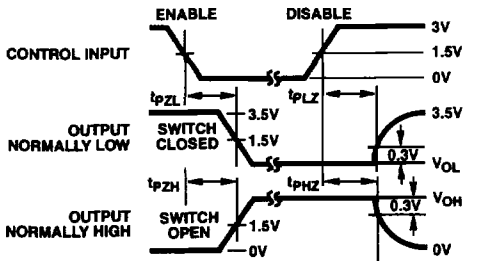 ENABLE
DISABLE
CONTROL INPUT
3V
1.5V
0V
tPZL
tPLZ
OUTPUT
NORMALLY LOW
SWITCH
CLOSED
3.5V
1.5V
3.5V
0.3V
VOL
tPZH
tPHZ
OUTPUT
NORMALLY HIGH
SWITCH
OPEN
1.5V
0V
VOH
0.3V
0V